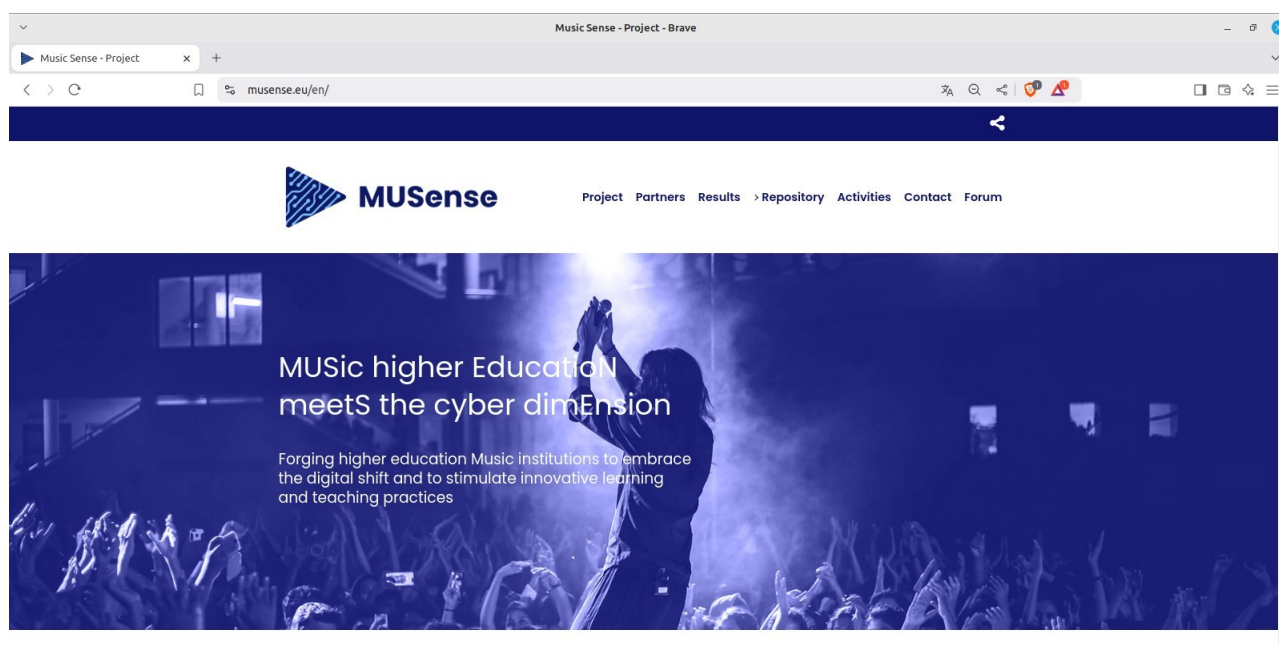 Music Sense - Project - Brave
Music Sense - Project
musense.eu/en/
MUSense
Project Partners Results > Repository Activities Contact Forum
MUSic higher EducatioN
meetS the cyber dimEnsion
Forging higher education Music institutions to embrace
the digital shift and to stimulate innovative learning
and teaching practices